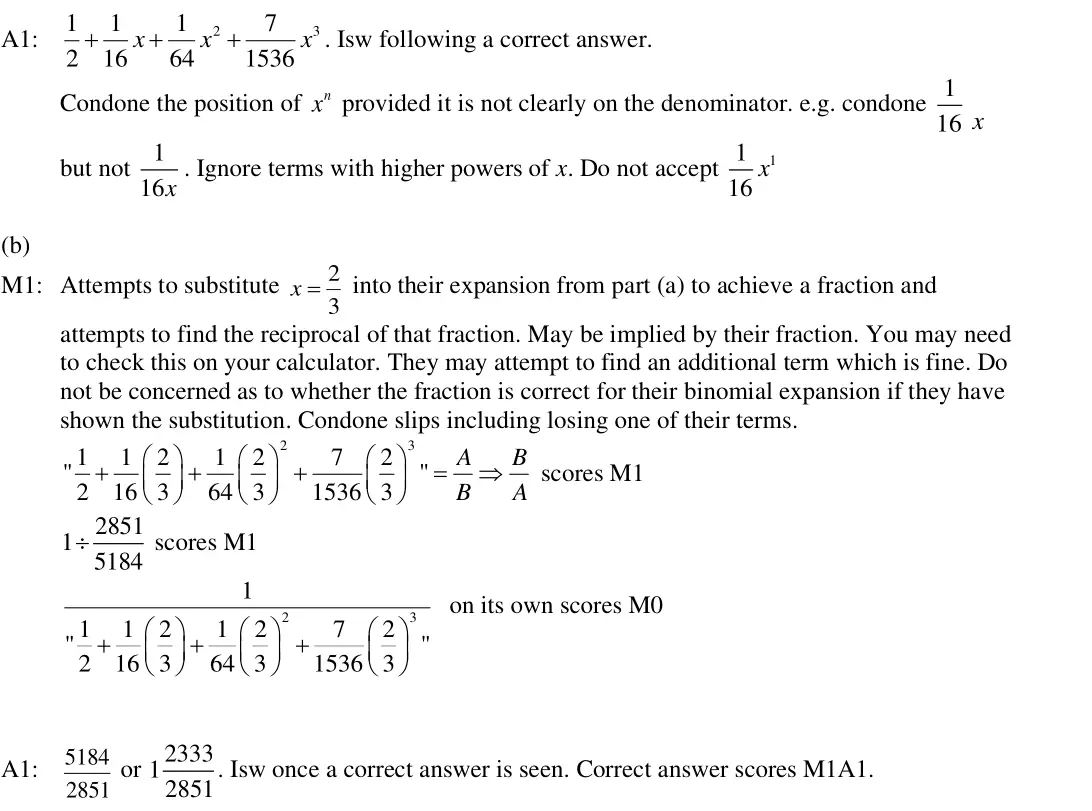 A1: 1/2 + 1/16 x + 1/64 x² + 7/1536 x³ . Isw following a correct answer.
Condone the position of xⁿ provided it is not clearly on the denominator. e.g. condone 1/16 x
but not 1/16x . Ignore terms with higher powers of x. Do not accept 1/16 x¹
(b)
M1: Attempts to substitute x = 2/3 into their expansion from part (a) to achieve a fraction and
attempts to find the reciprocal of that fraction. May be implied by their fraction. You may need
to check this on your calculator. They may attempt to find an additional term which is fine. Do
not be concerned as to whether the fraction is correct for their binomial expansion if they have
shown the substitution. Condone slips including losing one of their terms.
"1/2 + 1/16 (2/3) + 1/64 (2/3)² + 7/1536 (2/3)³" = A/B ⇒ B/A scores M1
1 ÷ 2851/5184 scores M1
1 / "1/2 + 1/16 (2/3) + 1/64 (2/3)² + 7/1536 (2/3)³" on its own scores M0
A1: 5184/2851 or 1 2333/2851 . Isw once a correct answer is seen. Correct answer scores M1A1.